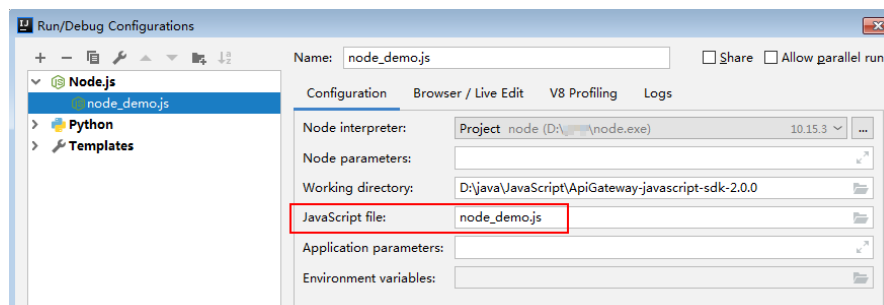 Run/Debug Configurations
Name: node_demo.js Share Allow parallel run
Node.js
node_demo.js
Python
Templates
Configuration Browser / Live Edit V8 Profiling Logs
Node interpreter: Project node (D:\ \node.exe) 10.15.3 ...
Node parameters:
Working directory: D:\java\JavaScript\ApiGateway-javascript-sdk-2.0.0
JavaScript file: node_demo.js
Application parameters:
Environment variables: